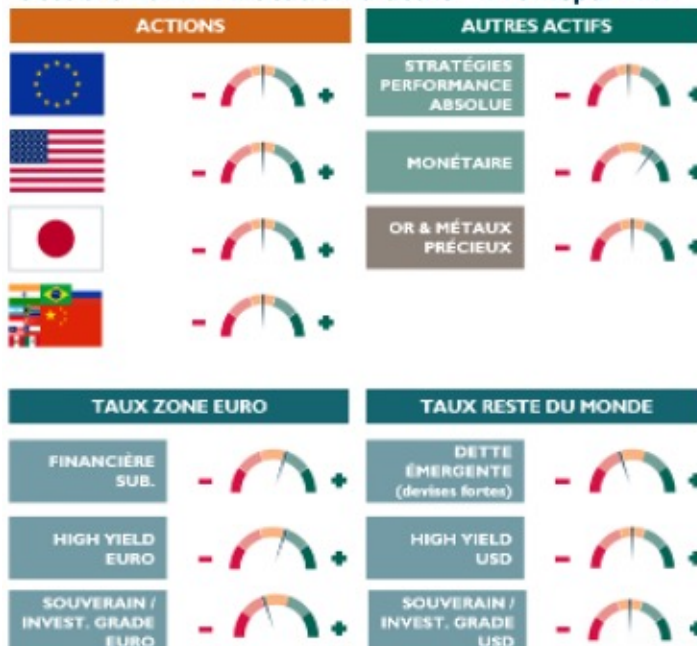 ACTIONS
- +
- +
- +
- +
AUTRES ACTIFS
STRATÉGIES
PERFORMANCE
ABSOLUE
- +
MONÉTAIRE
- +
OR & MÉTAUX
PRÉCIEUX
- +
TAUX ZONE EURO
FINANCIÈRE
SUB.
- +
HIGH YIELD
EURO
- +
SOUVERAIN /
INVEST. GRADE
EURO
- +
TAUX RESTE DU MONDE
DETTE
ÉMERGENTE
(devises fortes)
- +
HIGH YIELD
USD
- +
SOUVERAIN /
INVEST. GRADE
USD
- +